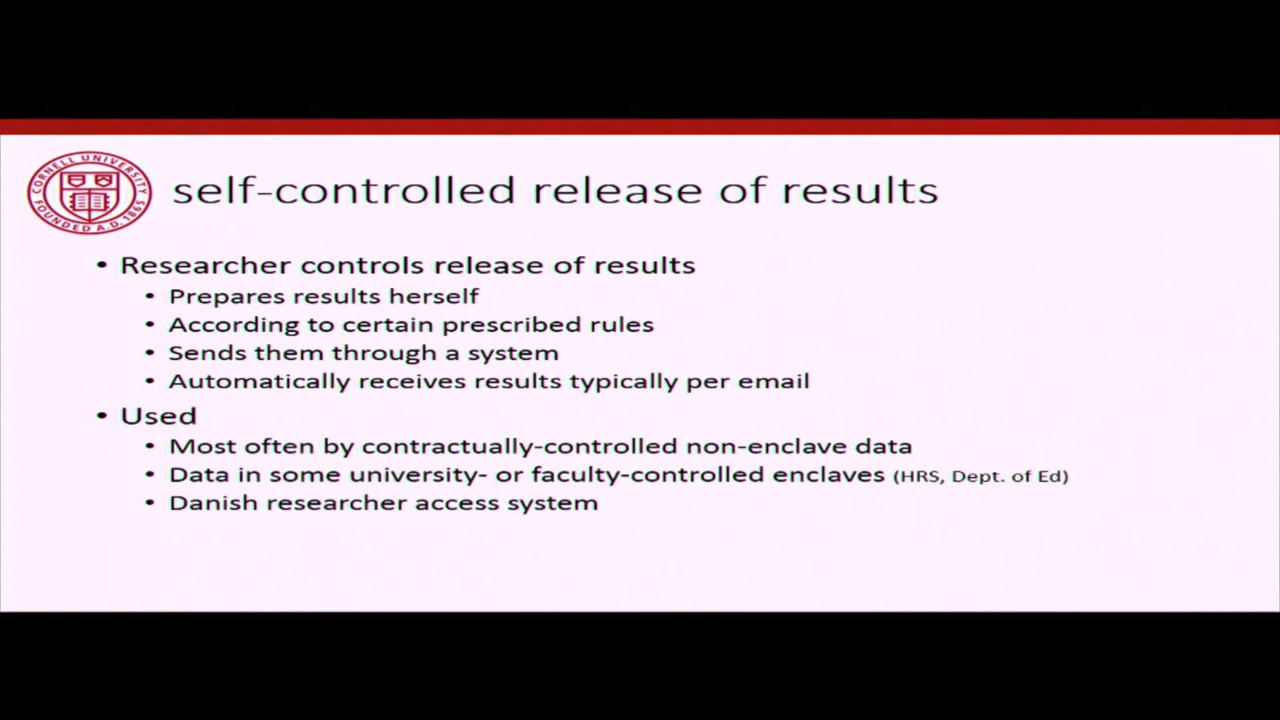 CORNELL UNIVERSITY
FOUNDED A.D. 1865
self-controlled release of results
• Researcher controls release of results
• Prepares results herself
• According to certain prescribed rules
• Sends them through a system
• Automatically receives results typically per email
• Used
• Most often by contractually-controlled non-enclave data
• Data in some university- or faculty-controlled enclaves (HRS, Dept. of Ed)
• Danish researcher access system